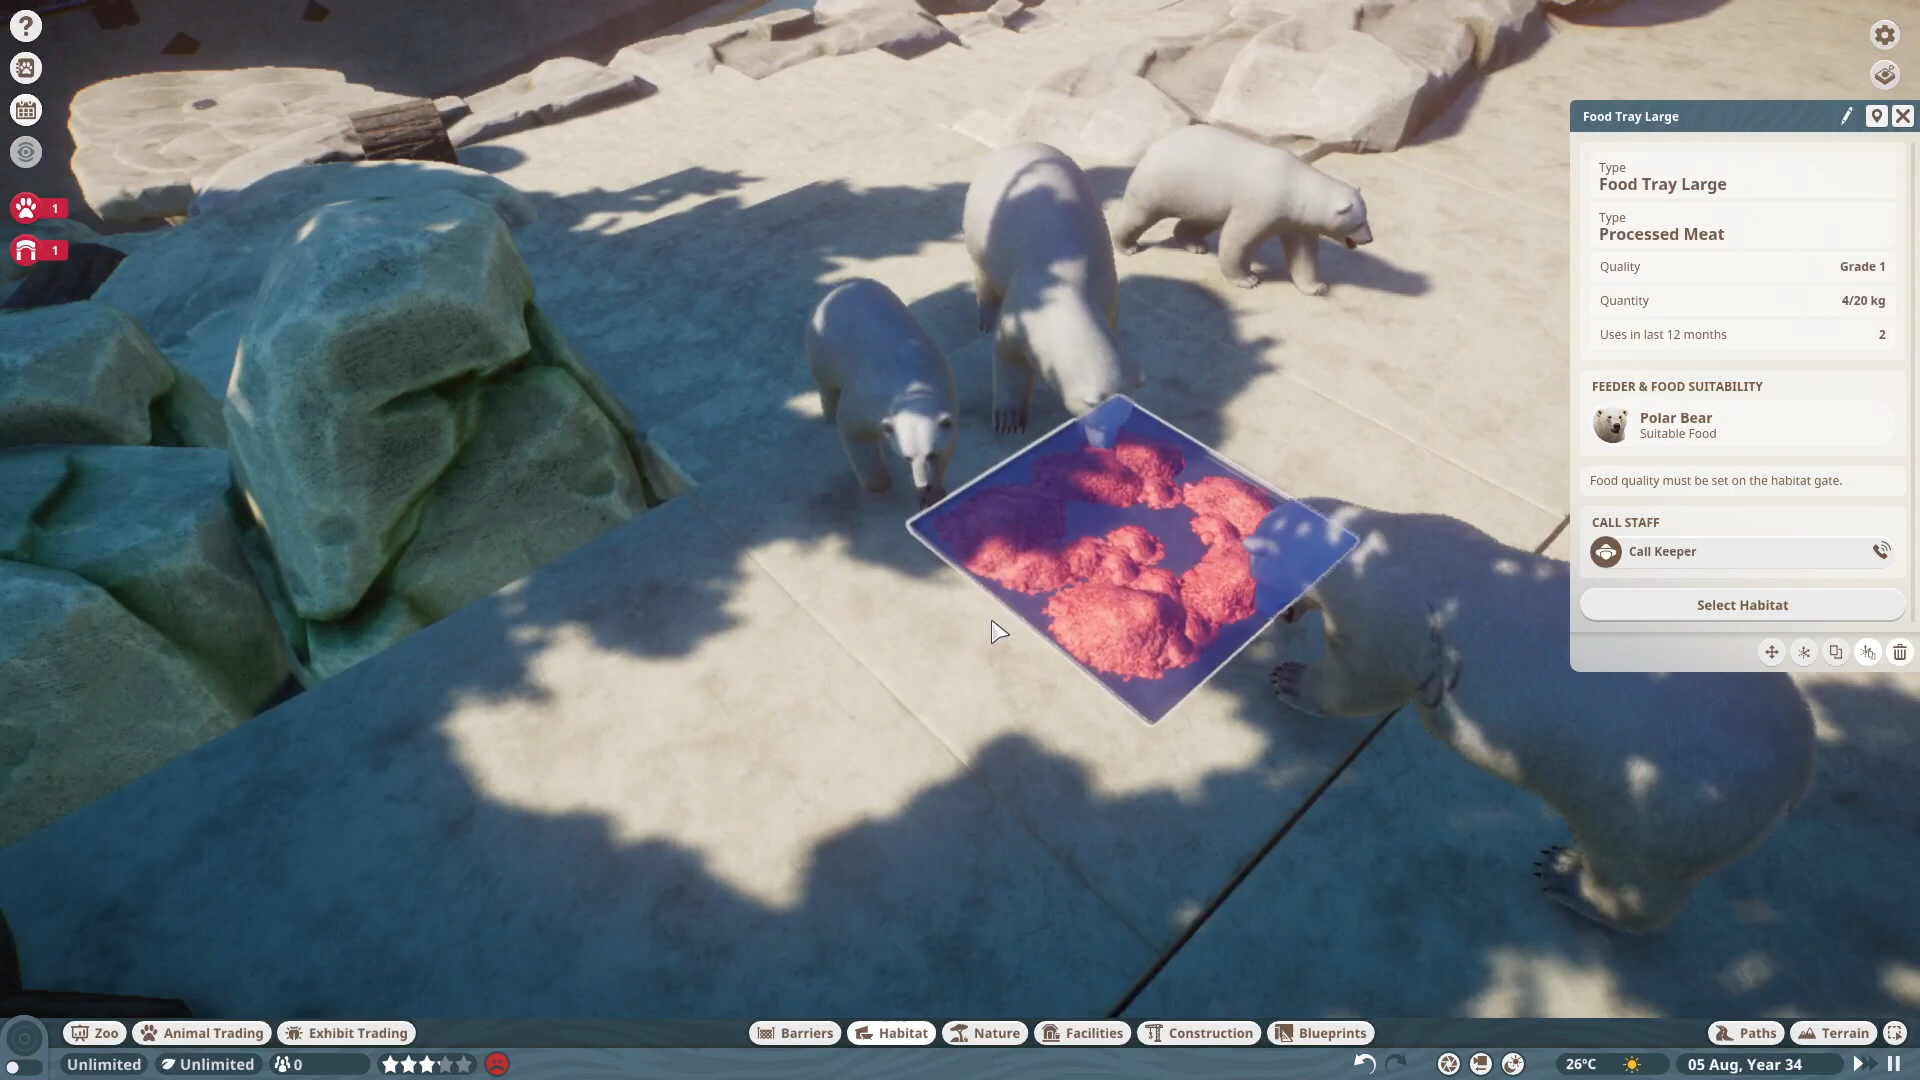 ?
1
1
Food Tray Large
Type
Food Tray Large
Type
Processed Meat
Quality Grade 1
Quantity 4/20 kg
Uses in last 12 months 2
FEEDER & FOOD SUITABILITY
Polar Bear
Suitable Food
Food quality must be set on the habitat gate.
CALL STAFF
Call Keeper
Select Habitat
Zoo Animal Trading Exhibit Trading Barriers Habitat Nature Facilities Construction Blueprints Paths Terrain
Unlimited Unlimited 0 26°C 05 Aug, Year 34